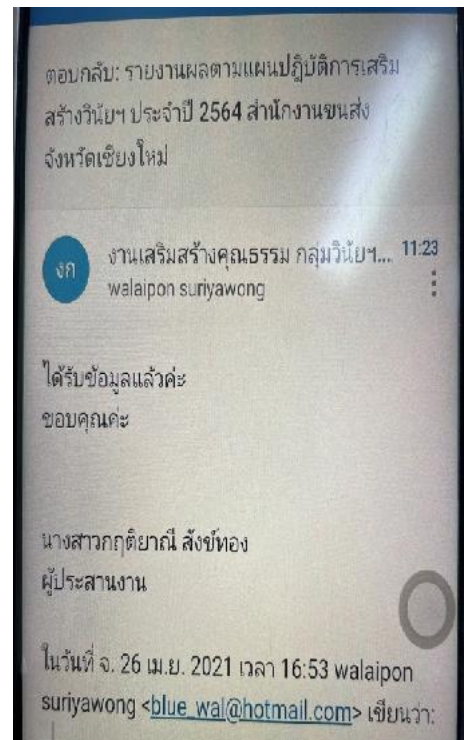 ตอบกลับ: รายงานผลตามแผนปฎิบัติการเสริม
สร้างวินัยฯ ประจำปี 2564 สำนักงานขนส่ง
จังหวัดเชียงใหม่
งก
งานเสริมสร้างคุณธรรม กลุ่มวินัยฯ... 11:23
walaipon suriyawong
ได้รับข้อมูลแล้วค่ะ
ขอบคุณค่ะ
นางสาวกฤติยาณี สังข์ทอง
ผู้ประสานงาน
ในวันที่ จ. 26 เม.ย. 2021 เวลา 16:53 walaipon
suriyawong <blue_wal@hotmail.com> เขียนว่า: